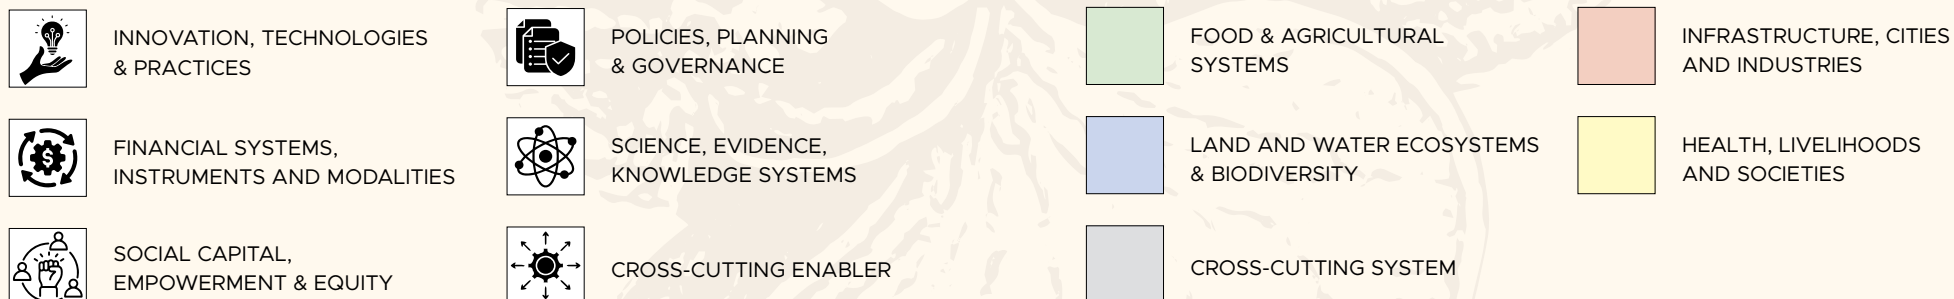 INNOVATION, TECHNOLOGIES
& PRACTICES
POLICIES, PLANNING
& GOVERNANCE
FOOD & AGRICULTURAL
SYSTEMS
INFRASTRUCTURE, CITIES
AND INDUSTRIES
$
FINANCIAL SYSTEMS,
INSTRUMENTS AND MODALITIES
SCIENCE, EVIDENCE,
KNOWLEDGE SYSTEMS
LAND AND WATER ECOSYSTEMS
& BIODIVERSITY
HEALTH, LIVELIHOODS
AND SOCIETIES
SOCIAL CAPITAL,
EMPOWERMENT & EQUITY
CROSS-CUTTING ENABLER
CROSS-CUTTING SYSTEM